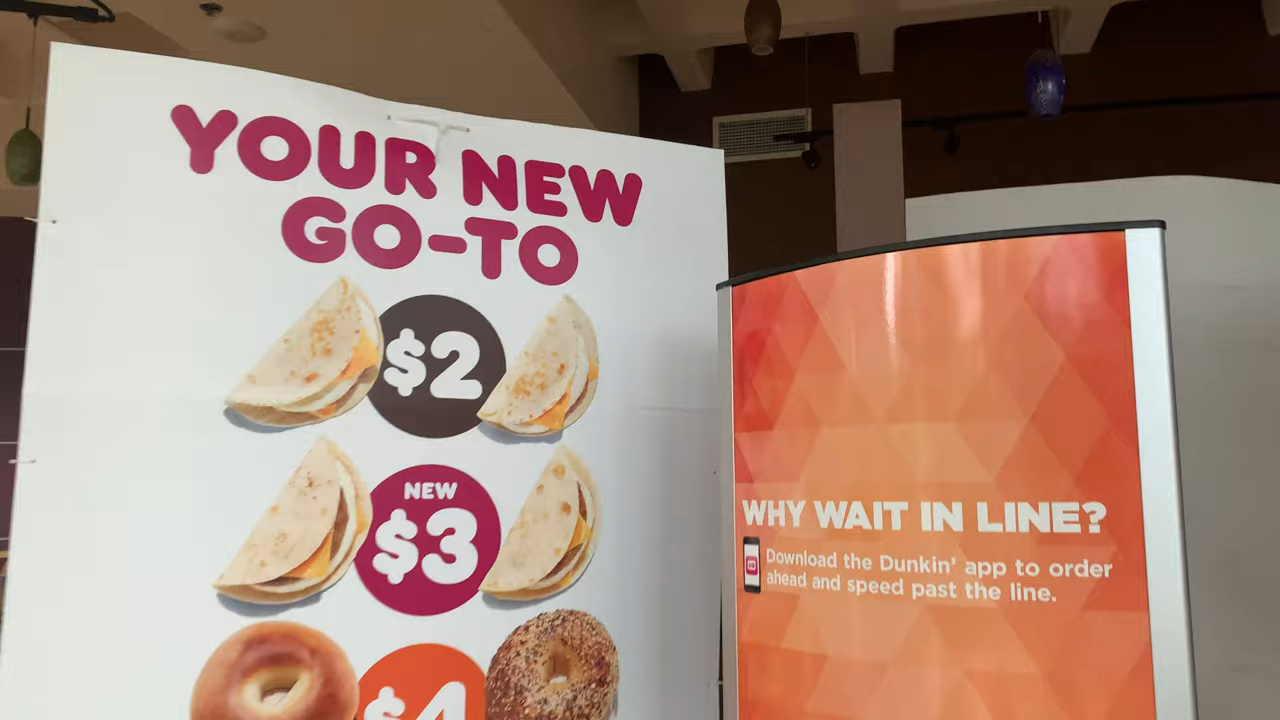 YOUR NEW
GO-TO
$2
NEW
$3
$4
WHY WAIT IN LINE?
Download the Dunkin' app to order
ahead and speed past the line.